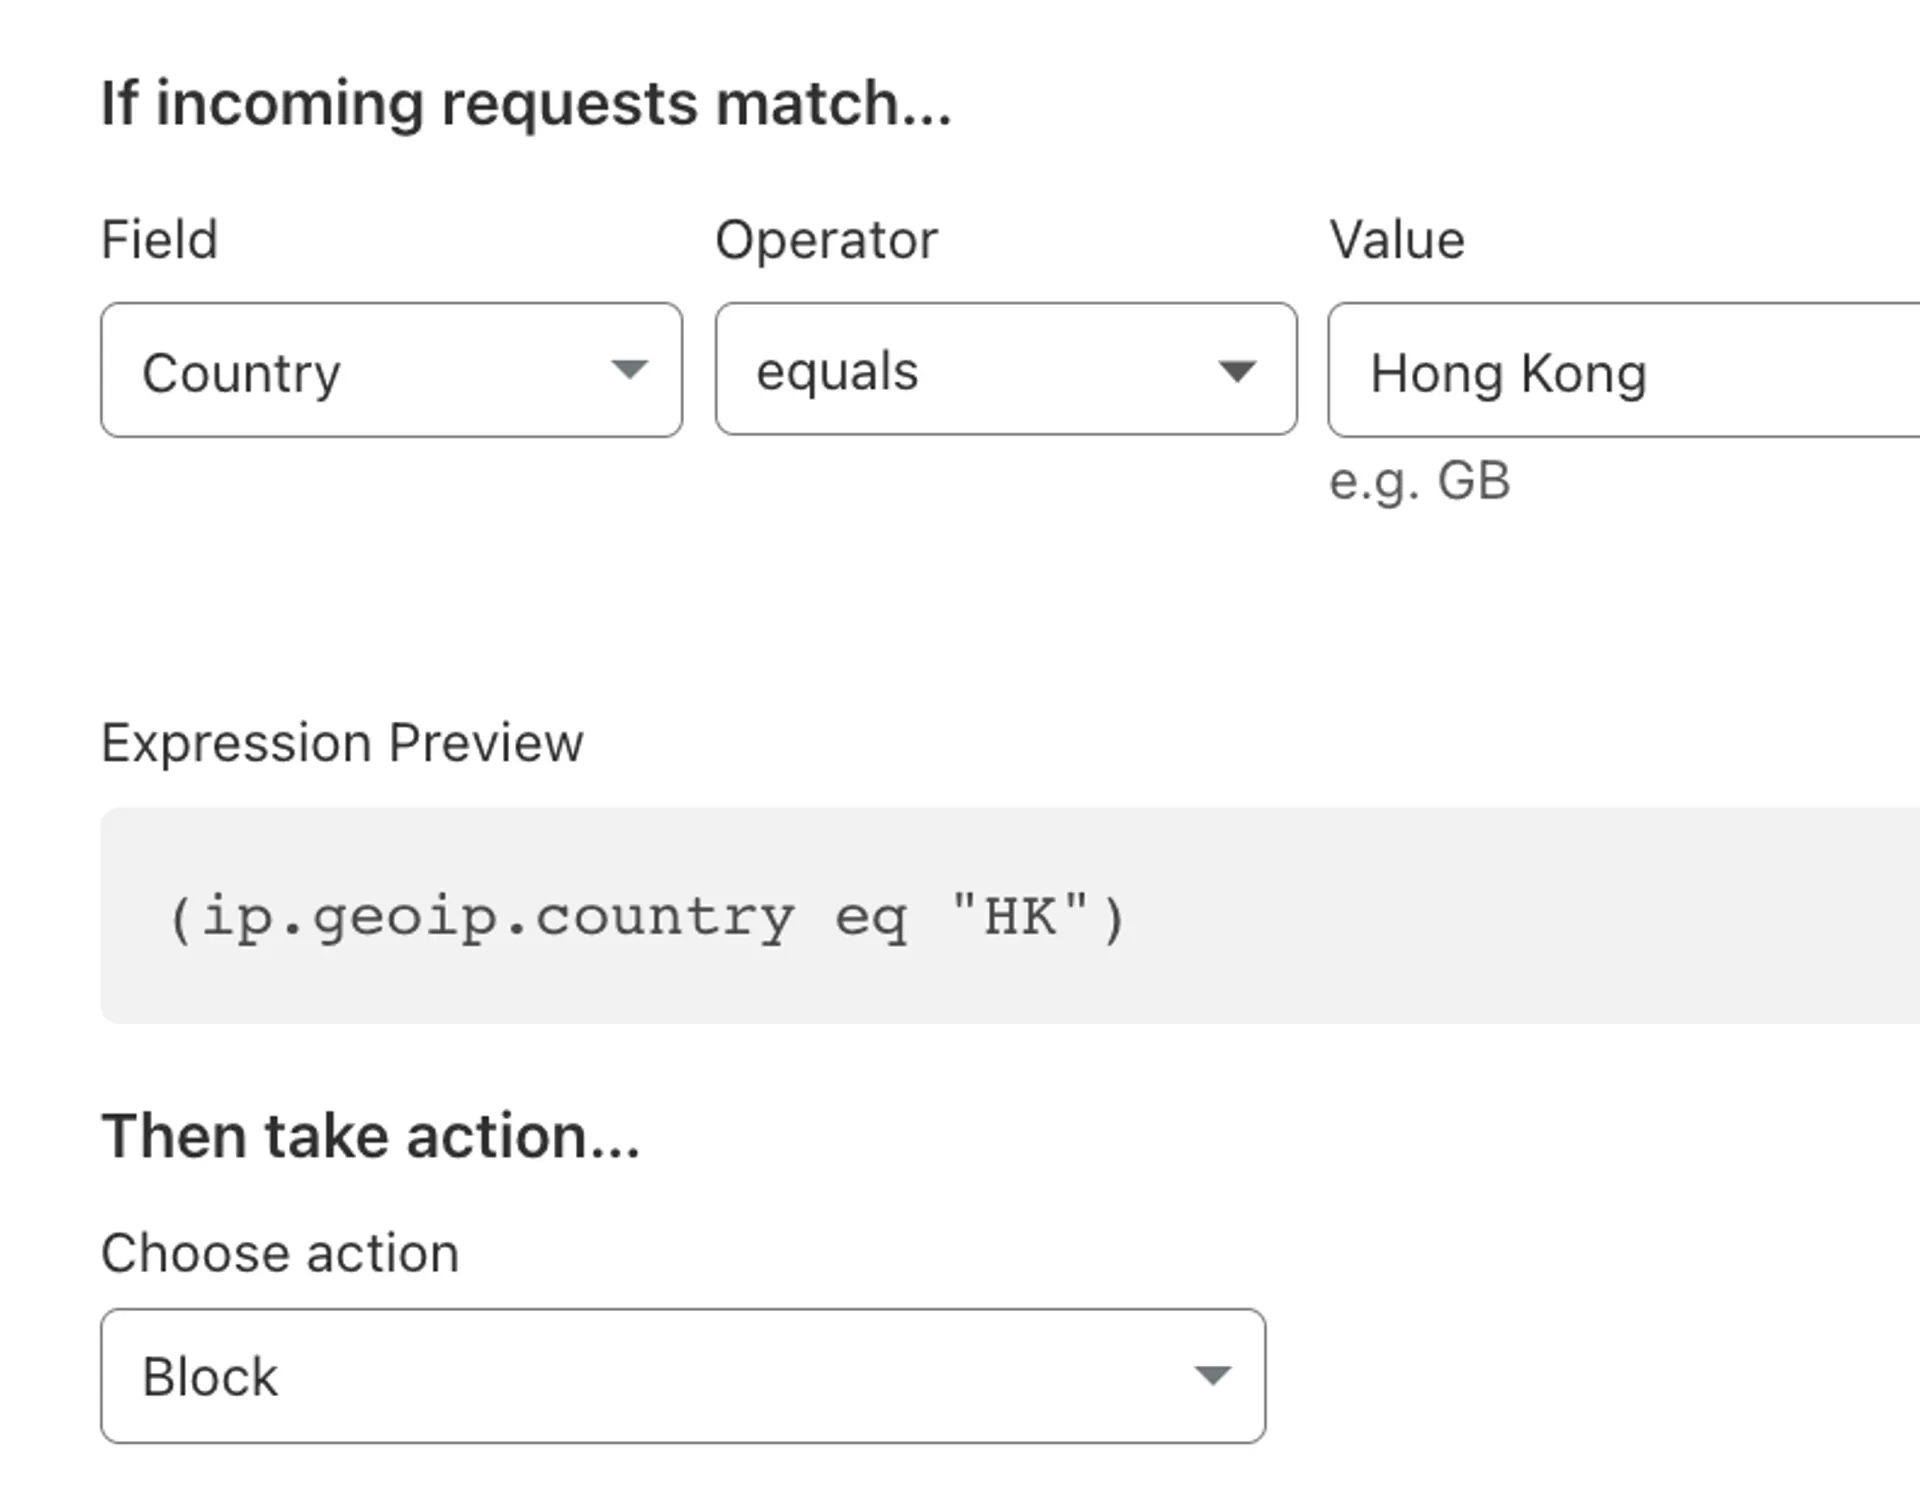 If incoming requests match...
Field Operator Value
Country equals Hong Kong
e.g. GB
Expression Preview
(ip.geoip.country eq "HK")
Then take action...
Choose action
Block